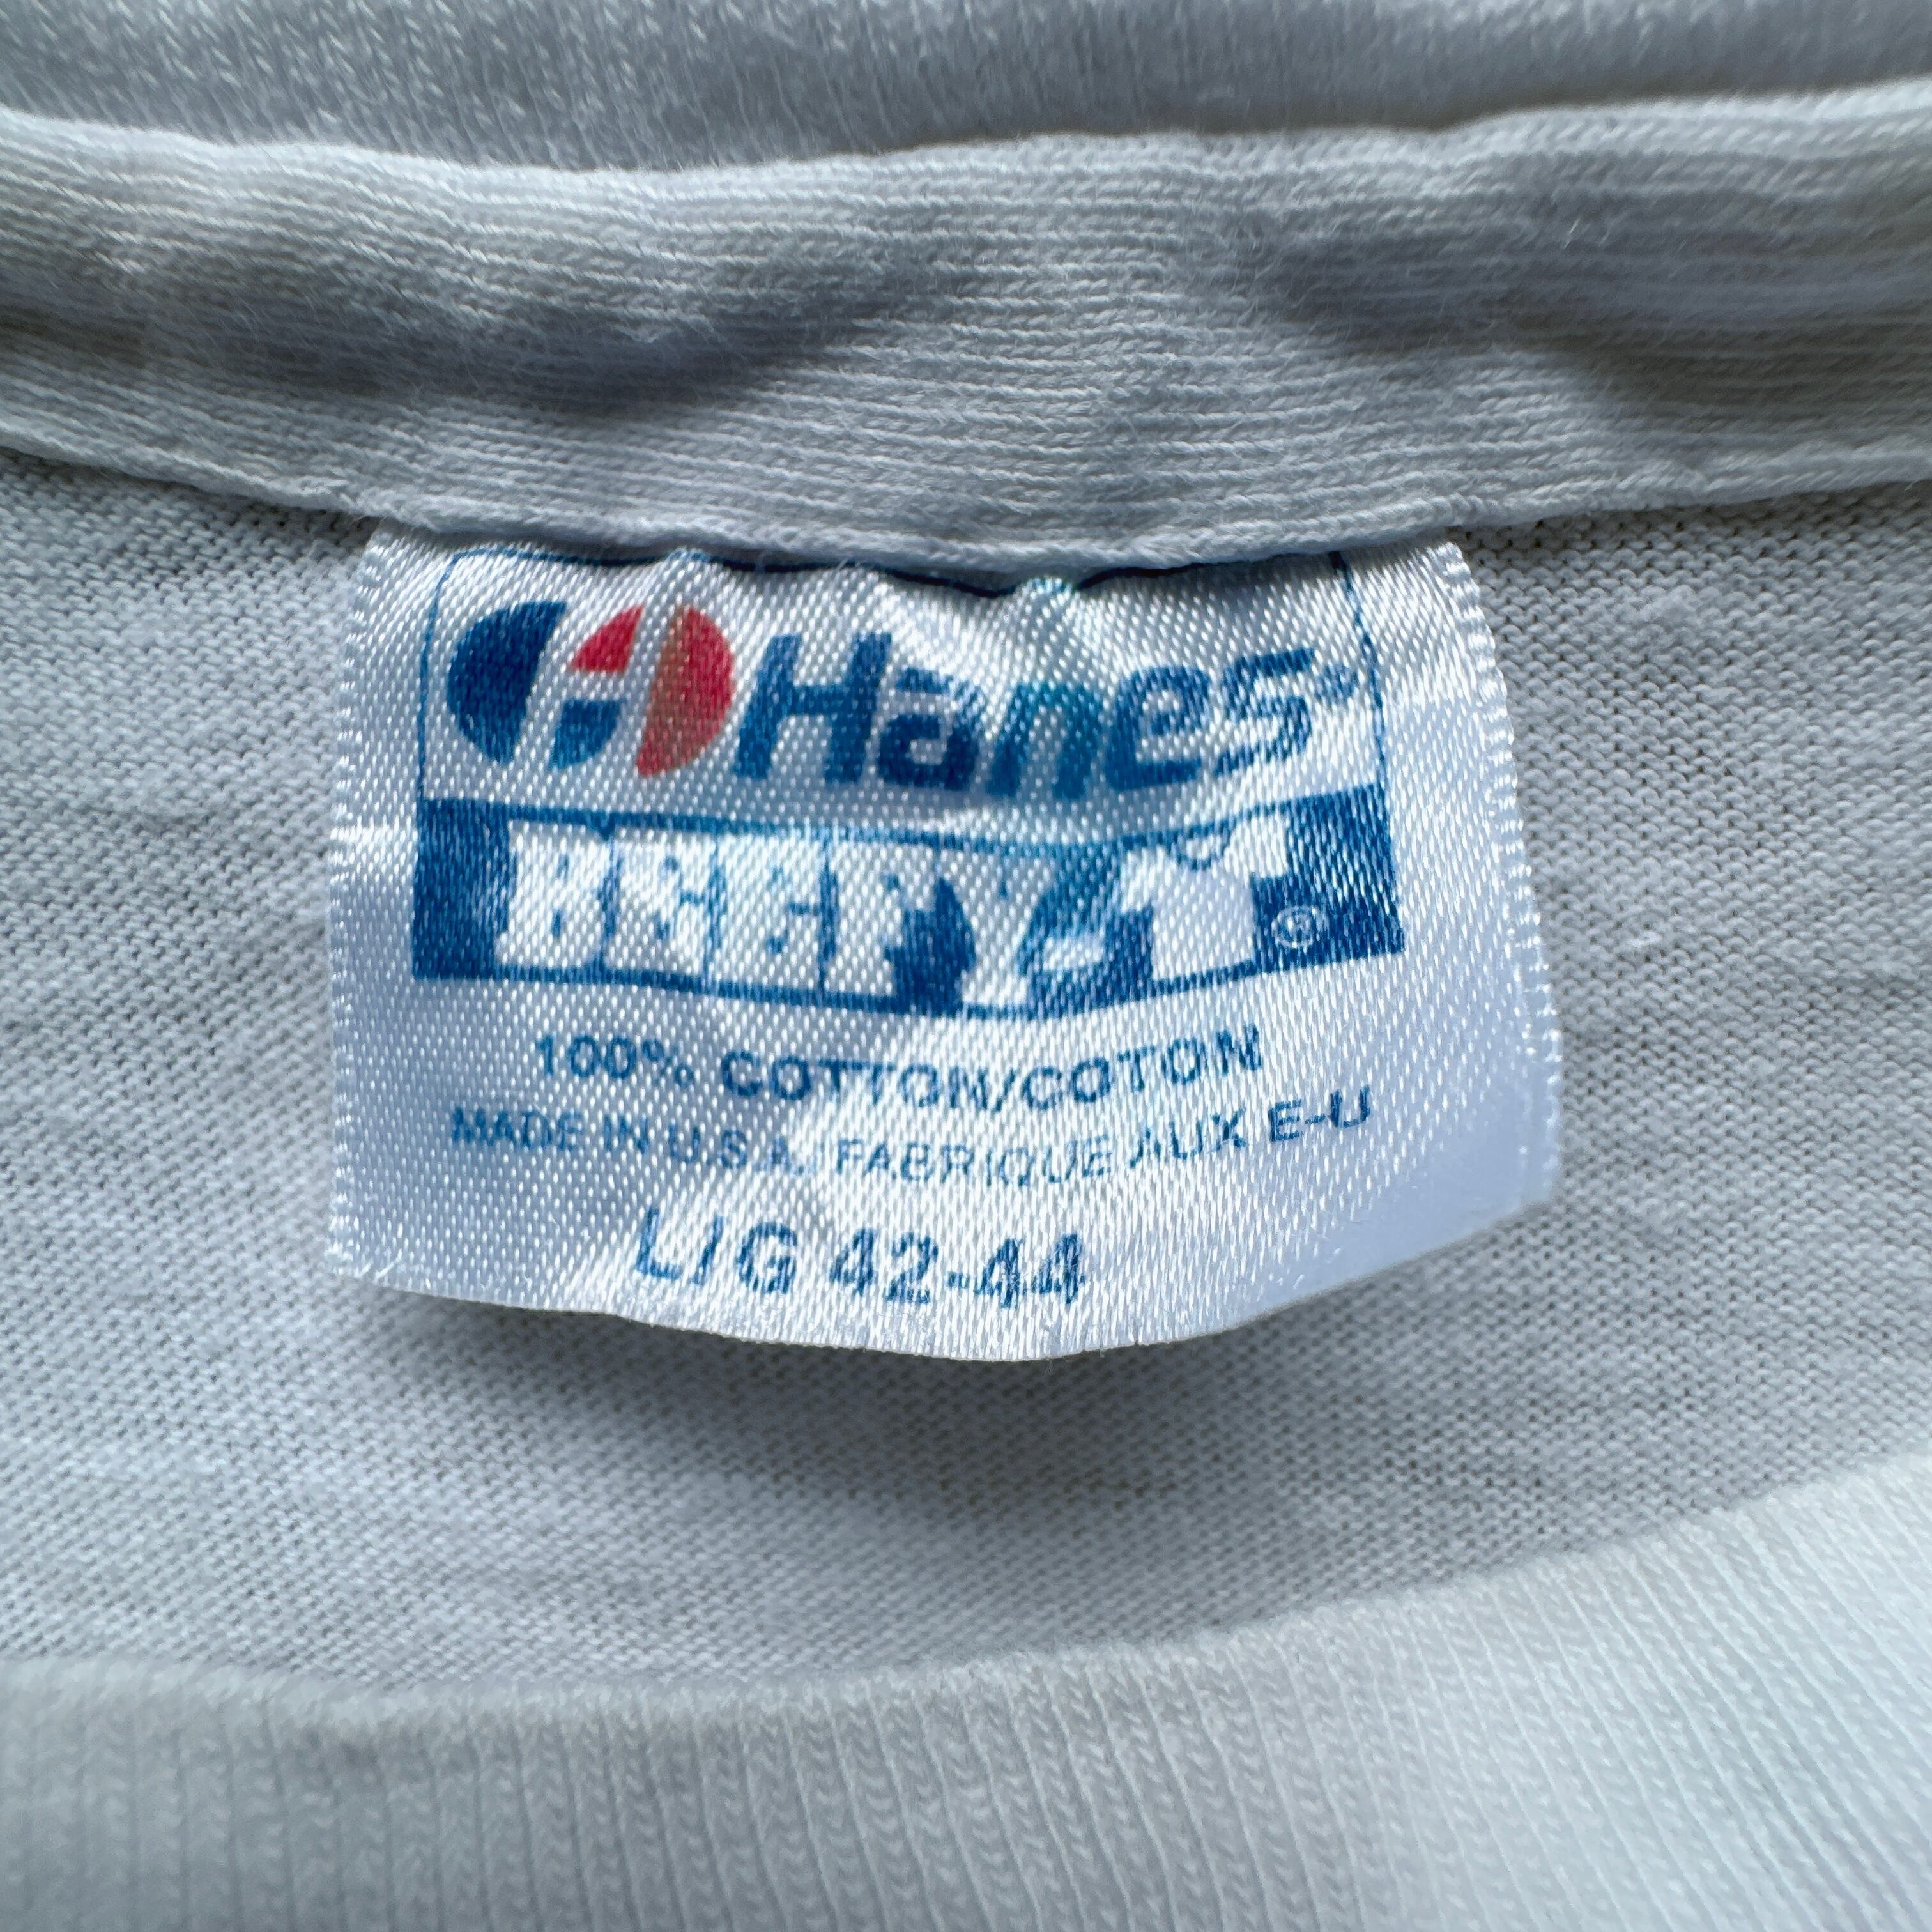 Hanes®
BEEFY-T®
100% COTTON/COTON
MADE IN U.S.A./FABRIQUE AUX E-U
L/G 42-44